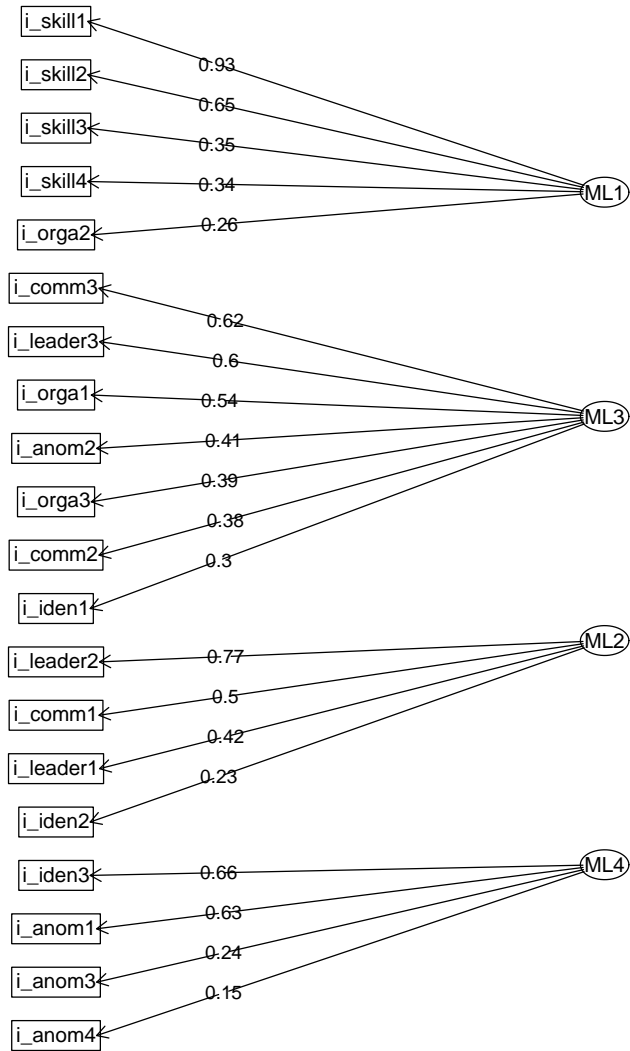 i_skill1
0.93
i_skill2
0.65
i_skill3
0.35
i_skill4
0.34
ML1
i_orga2
0.26
i_comm3
0.62
i_leader3
0.6
i_orga1
0.54
ML3
i_anom2
0.41
i_orga3
0.39
i_comm2
0.38
i_iden1
0.3
ML2
i_leader2
0.77
i_comm1
0.5
i_leader1
0.42
i_iden2
0.23
ML4
i_iden3
0.66
i_anom1
0.63
i_anom3
0.24
i_anom4
0.15